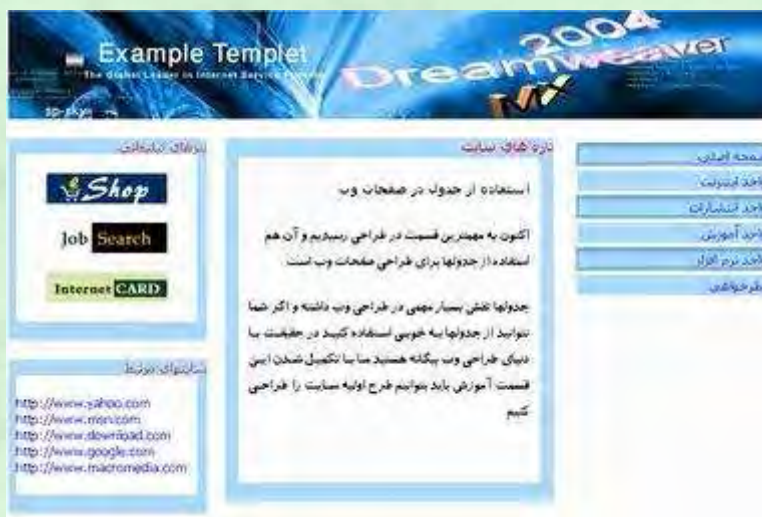 2004
Dreamweaver
MX
Example Templet
The Global Leader in Internet Service
تازه های سایت
استفاده از جدول در صفحات وب
اکنون به مهمترین قسمت در طراحی رسیدیم و آن هم
استفاده از جدولها برای طراحی صفحات وب است
جدولها نقش بسیار مهمی در طراحی وب داشته و اگر شما
نتوانید از جدولها به خوبی استفاده کنید در حقیقت با
دنیای طراحی وب بیگانه هستید ما با تکمیل شدن این
قسمت آموزش باید بتوانیم طرح اولیه سایت را طراحی
کنیم
صفحه اصلی
واحد اینترنت
واحد انتشارات
واحد آموزش
واحد نرم افزار
نظرخواهی
Shop
Job Search
Internet CARD
سایتهای مرتبط
http://www.yahoo.com
http://www.msn.com
http://www.download.com
http://www.google.com
http://www.macromedia.com